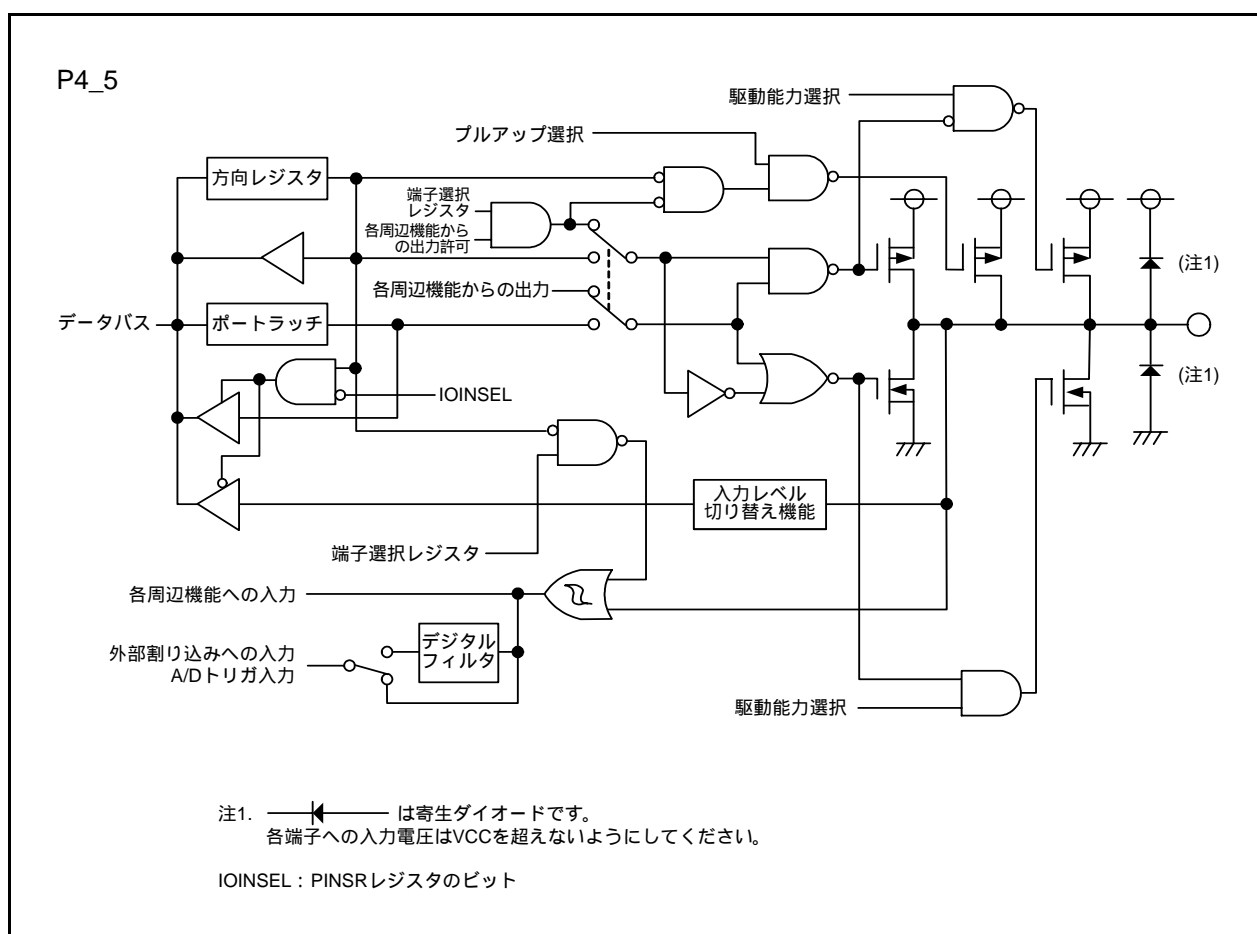 P4_5
駆動能力選択
プルアップ選択
方向レジスタ
端子選択
レジスタ
各周辺機能から
の出力許可
(注1)
各周辺機能からの出力
データバス
ポートラッチ
(注1)
IOINSEL
入力レベル
切り替え機能
端子選択レジスタ
各周辺機能への入力
デジタル
フィルタ
外部割り込みへの入力
A/Dトリガ入力
駆動能力選択
注1. は寄生ダイオードです。
各端子への入力電圧はVCCを超えないようにしてください。
IOINSEL：PINSRレジスタのビット